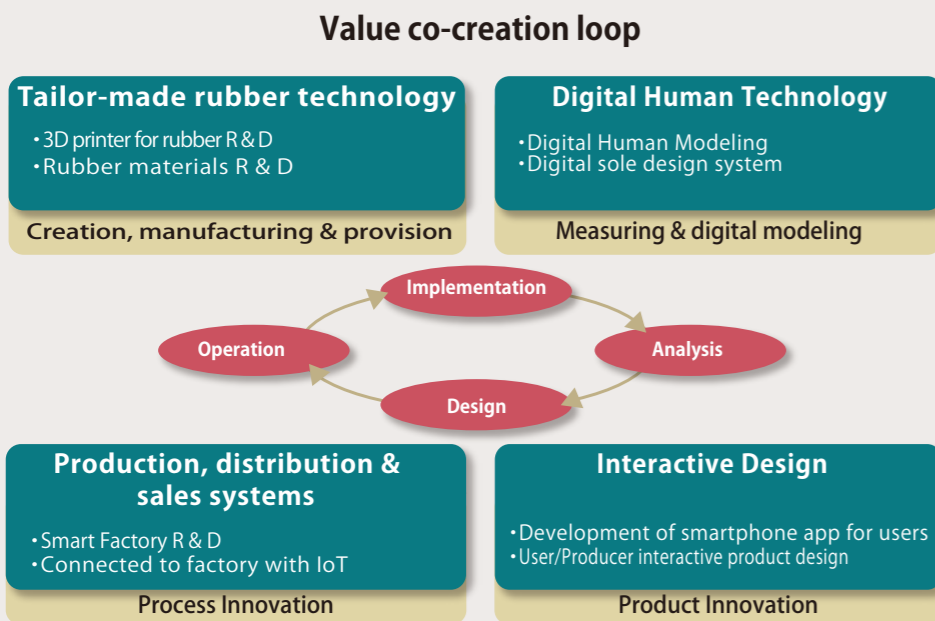 Value co-creation loop
Tailor-made rubber technology
・3D printer for rubber R & D
・Rubber materials R & D
Creation, manufacturing & provision
Digital Human Technology
・Digital Human Modeling
・Digital sole design system
Measuring & digital modeling
Implementation
Operation
Analysis
Design
Production, distribution &
sales systems
・Smart Factory R & D
・Connected to factory with IoT
Process Innovation
Interactive Design
・Development of smartphone app for users
・User/Producer interactive product design
Product Innovation